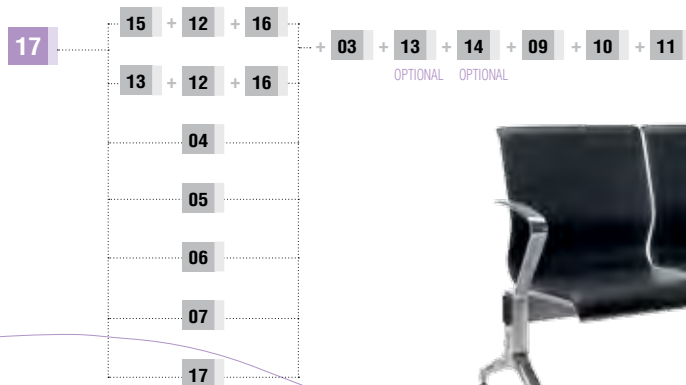 15 + 12 + 16
17
+ 03 + 13 + 14 + 09 + 10 + 11
OPTIONAL OPTIONAL
13 + 12 + 16
04
05
06
07
17